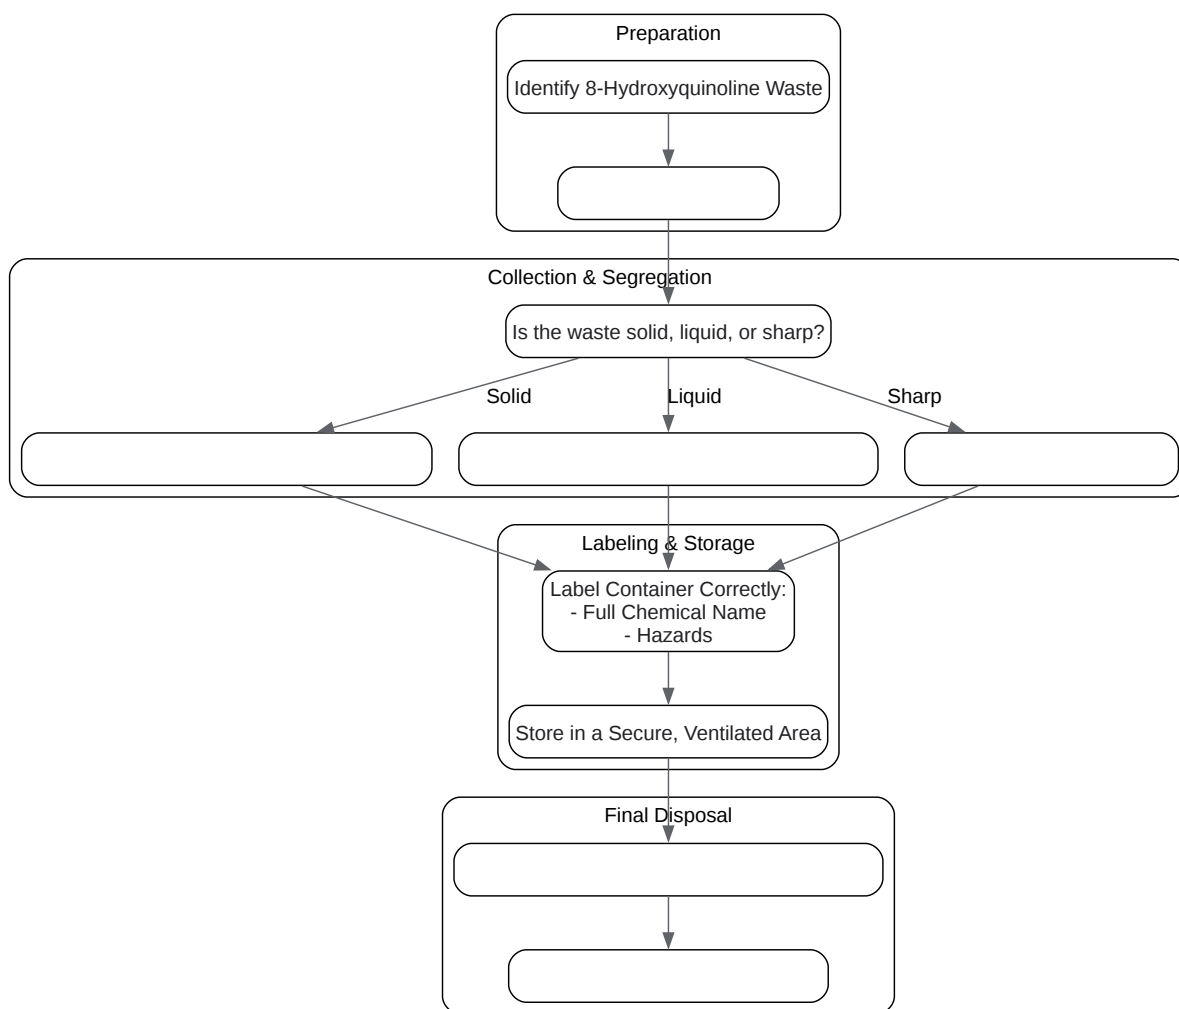 Preparation
Identify 8-Hydroxyquinoline Waste
Collection & Segregation
Is the waste solid, liquid, or sharp?
Solid
Liquid
Sharp
Labeling & Storage
Label Container Correctly:
- Full Chemical Name
- Hazards
Store in a Secure, Ventilated Area
Final Disposal